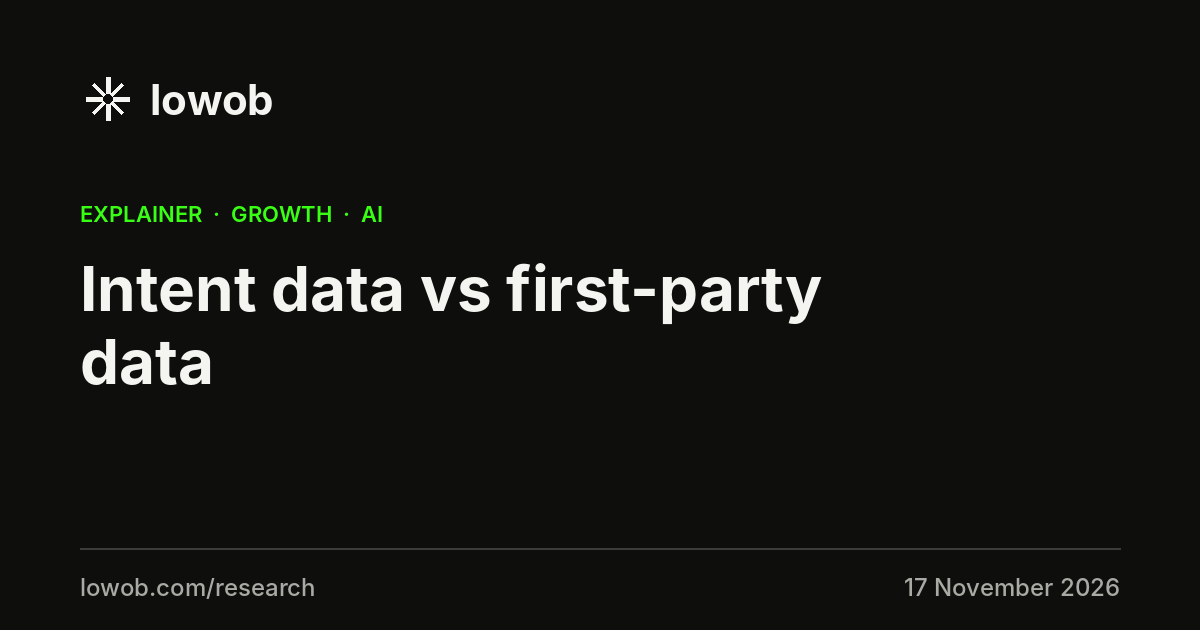 lowob
EXPLAINER · GROWTH · AI
Intent data vs first-party
data
lowob.com/research
17 November 2026